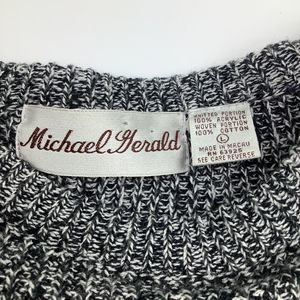 Michael Gerald
KNITTED PORTION
100% ACRYLIC
WOVEN PORTION
100% COTTON
L
MADE IN MACAU
RN 63925
SEE CARE REVERSE